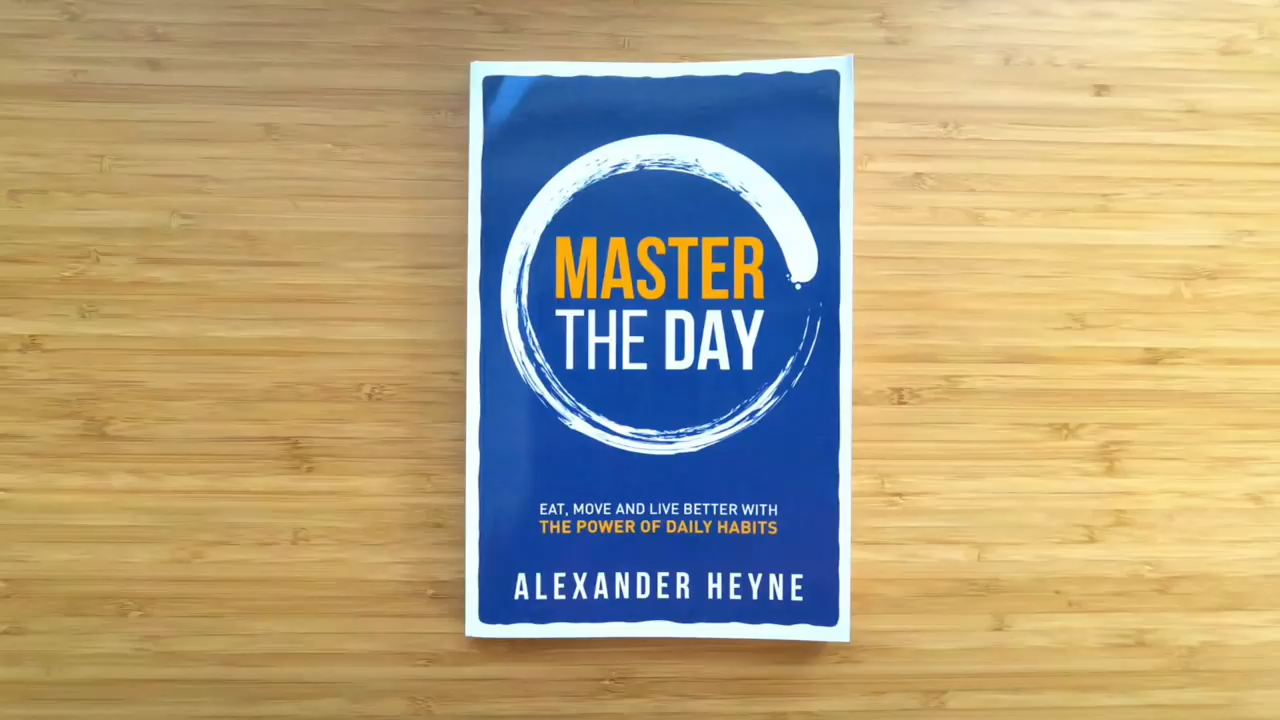 MASTER
THE DAY
EAT, MOVE AND LIVE BETTER WITH
THE POWER OF DAILY HABITS
ALEXANDER HEYNE